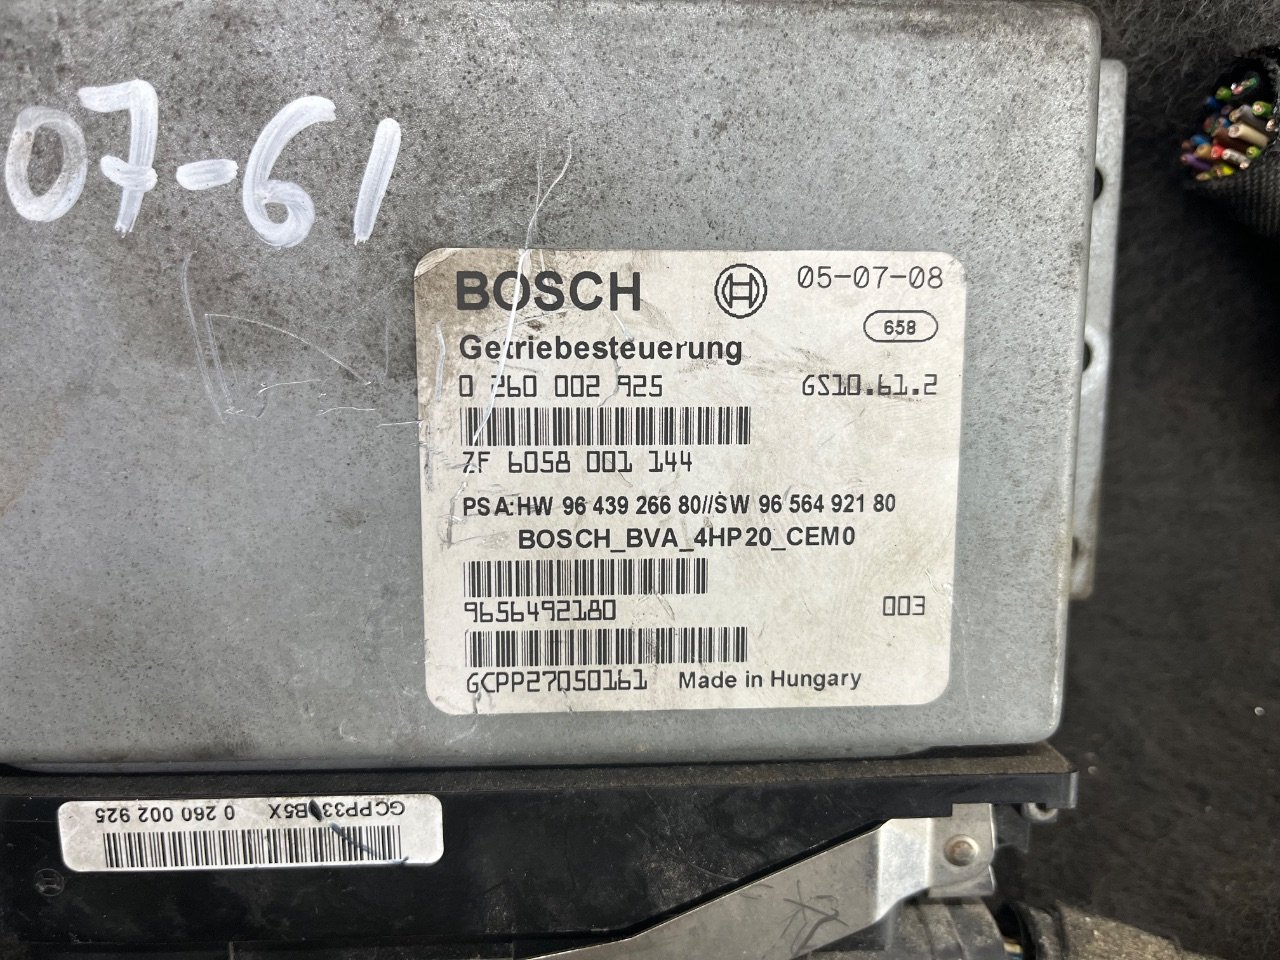 07-61
BOSCH 05-07-08
658
Getriebesteuerung
0 260 002 925 GS10.61.2
ZF 6058 001 144
PSA:HW 96 439 266 80//SW 96 564 921 80
BOSCH_BVA_4HP20_CEM0
9656492180 003
GCPP27050161 Made in Hungary
0 260 002 925